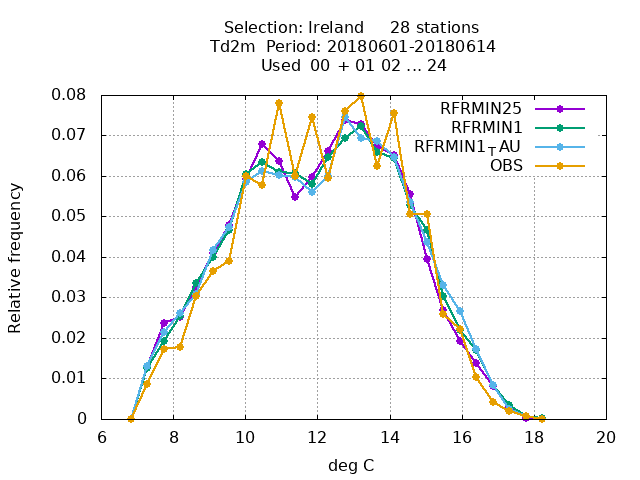 Selection: Ireland 28 stations
Td2m Period: 20180601-20180614
Used 00 + 01 02 ... 24
RFRMIN25
RFRMIN1
RFRMIN1┬AU
OBS
Relative frequency
0.08
0.07
0.06
0.05
0.04
0.03
0.02
0.01
0
6 8 10 12 14 16 18 20
deg C